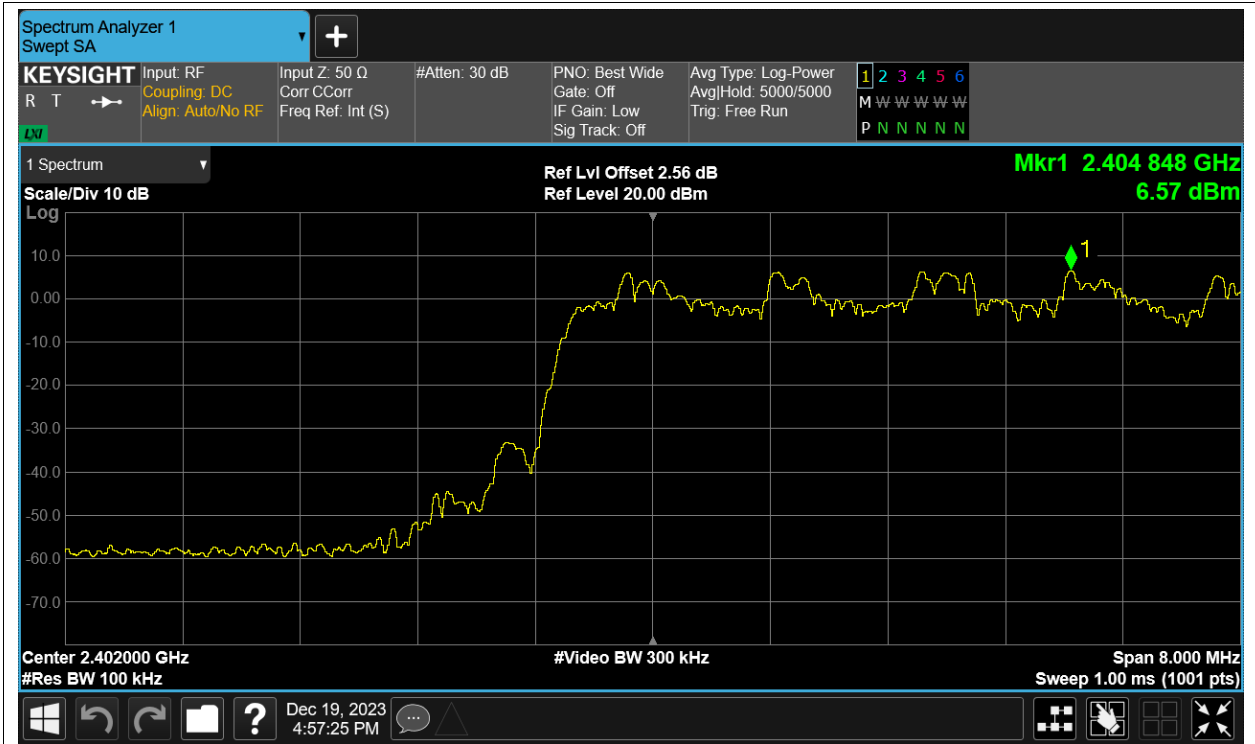 Spectrum Analyzer 1
Swept SA
KEYSIGHT
R T
LXI
Input: RF
Coupling: DC
Align: Auto/No RF
Input Z: 50 Ω
Corr CCorr
Freq Ref: Int (S)
#Atten: 30 dB
PNO: Best Wide
Gate: Off
IF Gain: Low
Sig Track: Off
Avg Type: Log-Power
Avg|Hold: 5000/5000
Trig: Free Run
1 2 3 4 5 6
M W W W W W
P N N N N N
1 Spectrum
Scale/Div 10 dB
Log
Ref Lvl Offset 2.56 dB
Ref Level 20.00 dBm
Mkr1 2.404 848 GHz
6.57 dBm
1
10.0
0.00
-10.0
-20.0
-30.0
-40.0
-50.0
-60.0
-70.0
Center 2.402000 GHz
#Res BW 100 kHz
#Video BW 300 kHz
Span 8.000 MHz
Sweep 1.00 ms (1001 pts)
?
Dec 19, 2023
4:57:25 PM